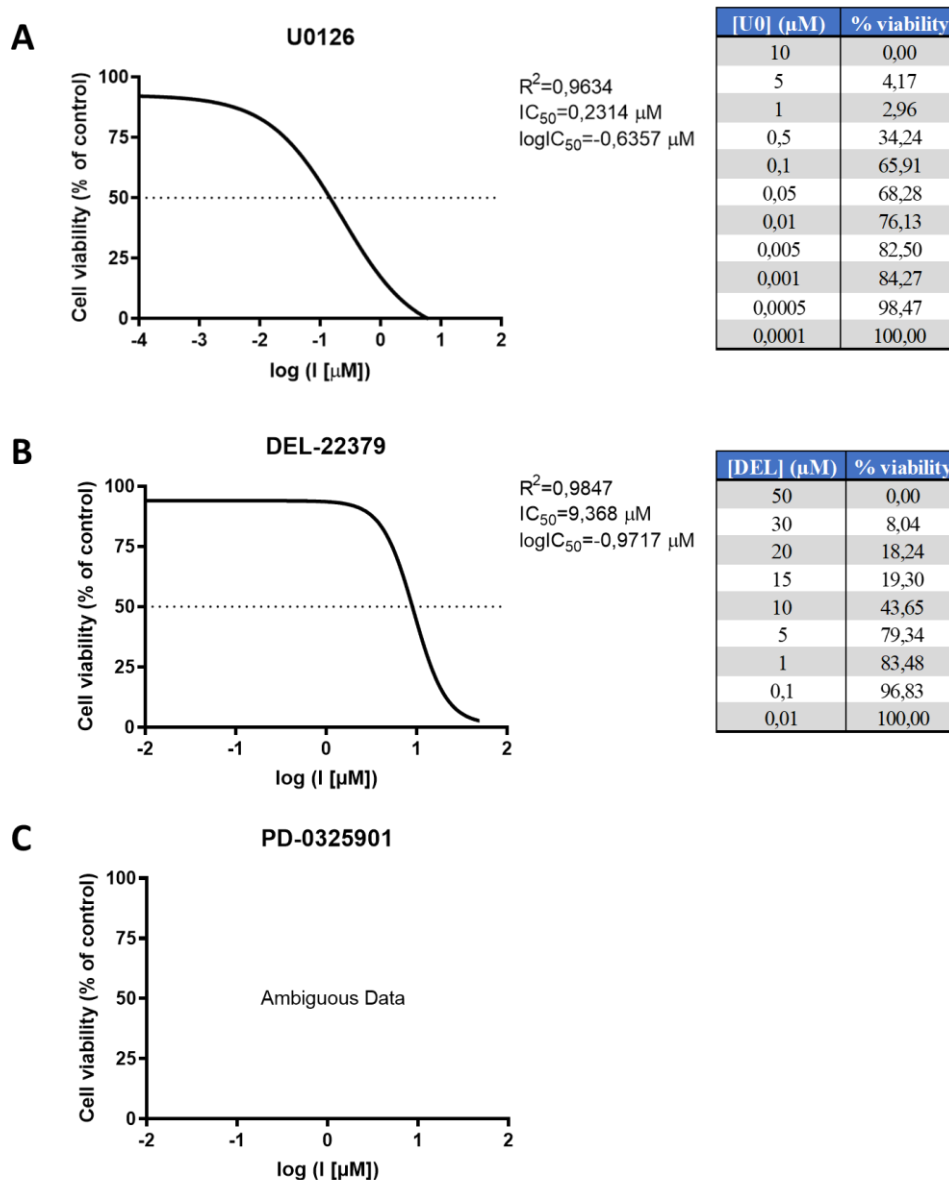 A
U0126
Cell viability (% of control)
100
75
50
25
0
-4 -3 -2 -1 0 1 2
log (I [μM])
R²=0,9634
IC₅₀=0,2314 μM
logIC₅₀=-0,6357 μM
[U0] (μM) % viability
10 0,00
5 4,17
1 2,96
0,5 34,24
0,1 65,91
0,05 68,28
0,01 76,13
0,005 82,50
0,001 84,27
0,0005 98,47
0,0001 100,00
B
DEL-22379
Cell viability (% of control)
100
75
50
25
0
-2 -1 0 1 2
log (I [μM])
R²=0,9847
IC₅₀=9,368 μM
logIC₅₀=-0,9717 μM
[DEL] (μM) % viability
50 0,00
30 8,04
20 18,24
15 19,30
10 43,65
5 79,34
1 83,48
0,1 96,83
0,01 100,00
C
PD-0325901
Cell viability (% of control)
100
75
50
25
0
Ambiguous Data
-2 -1 0 1 2
log (I [μM])